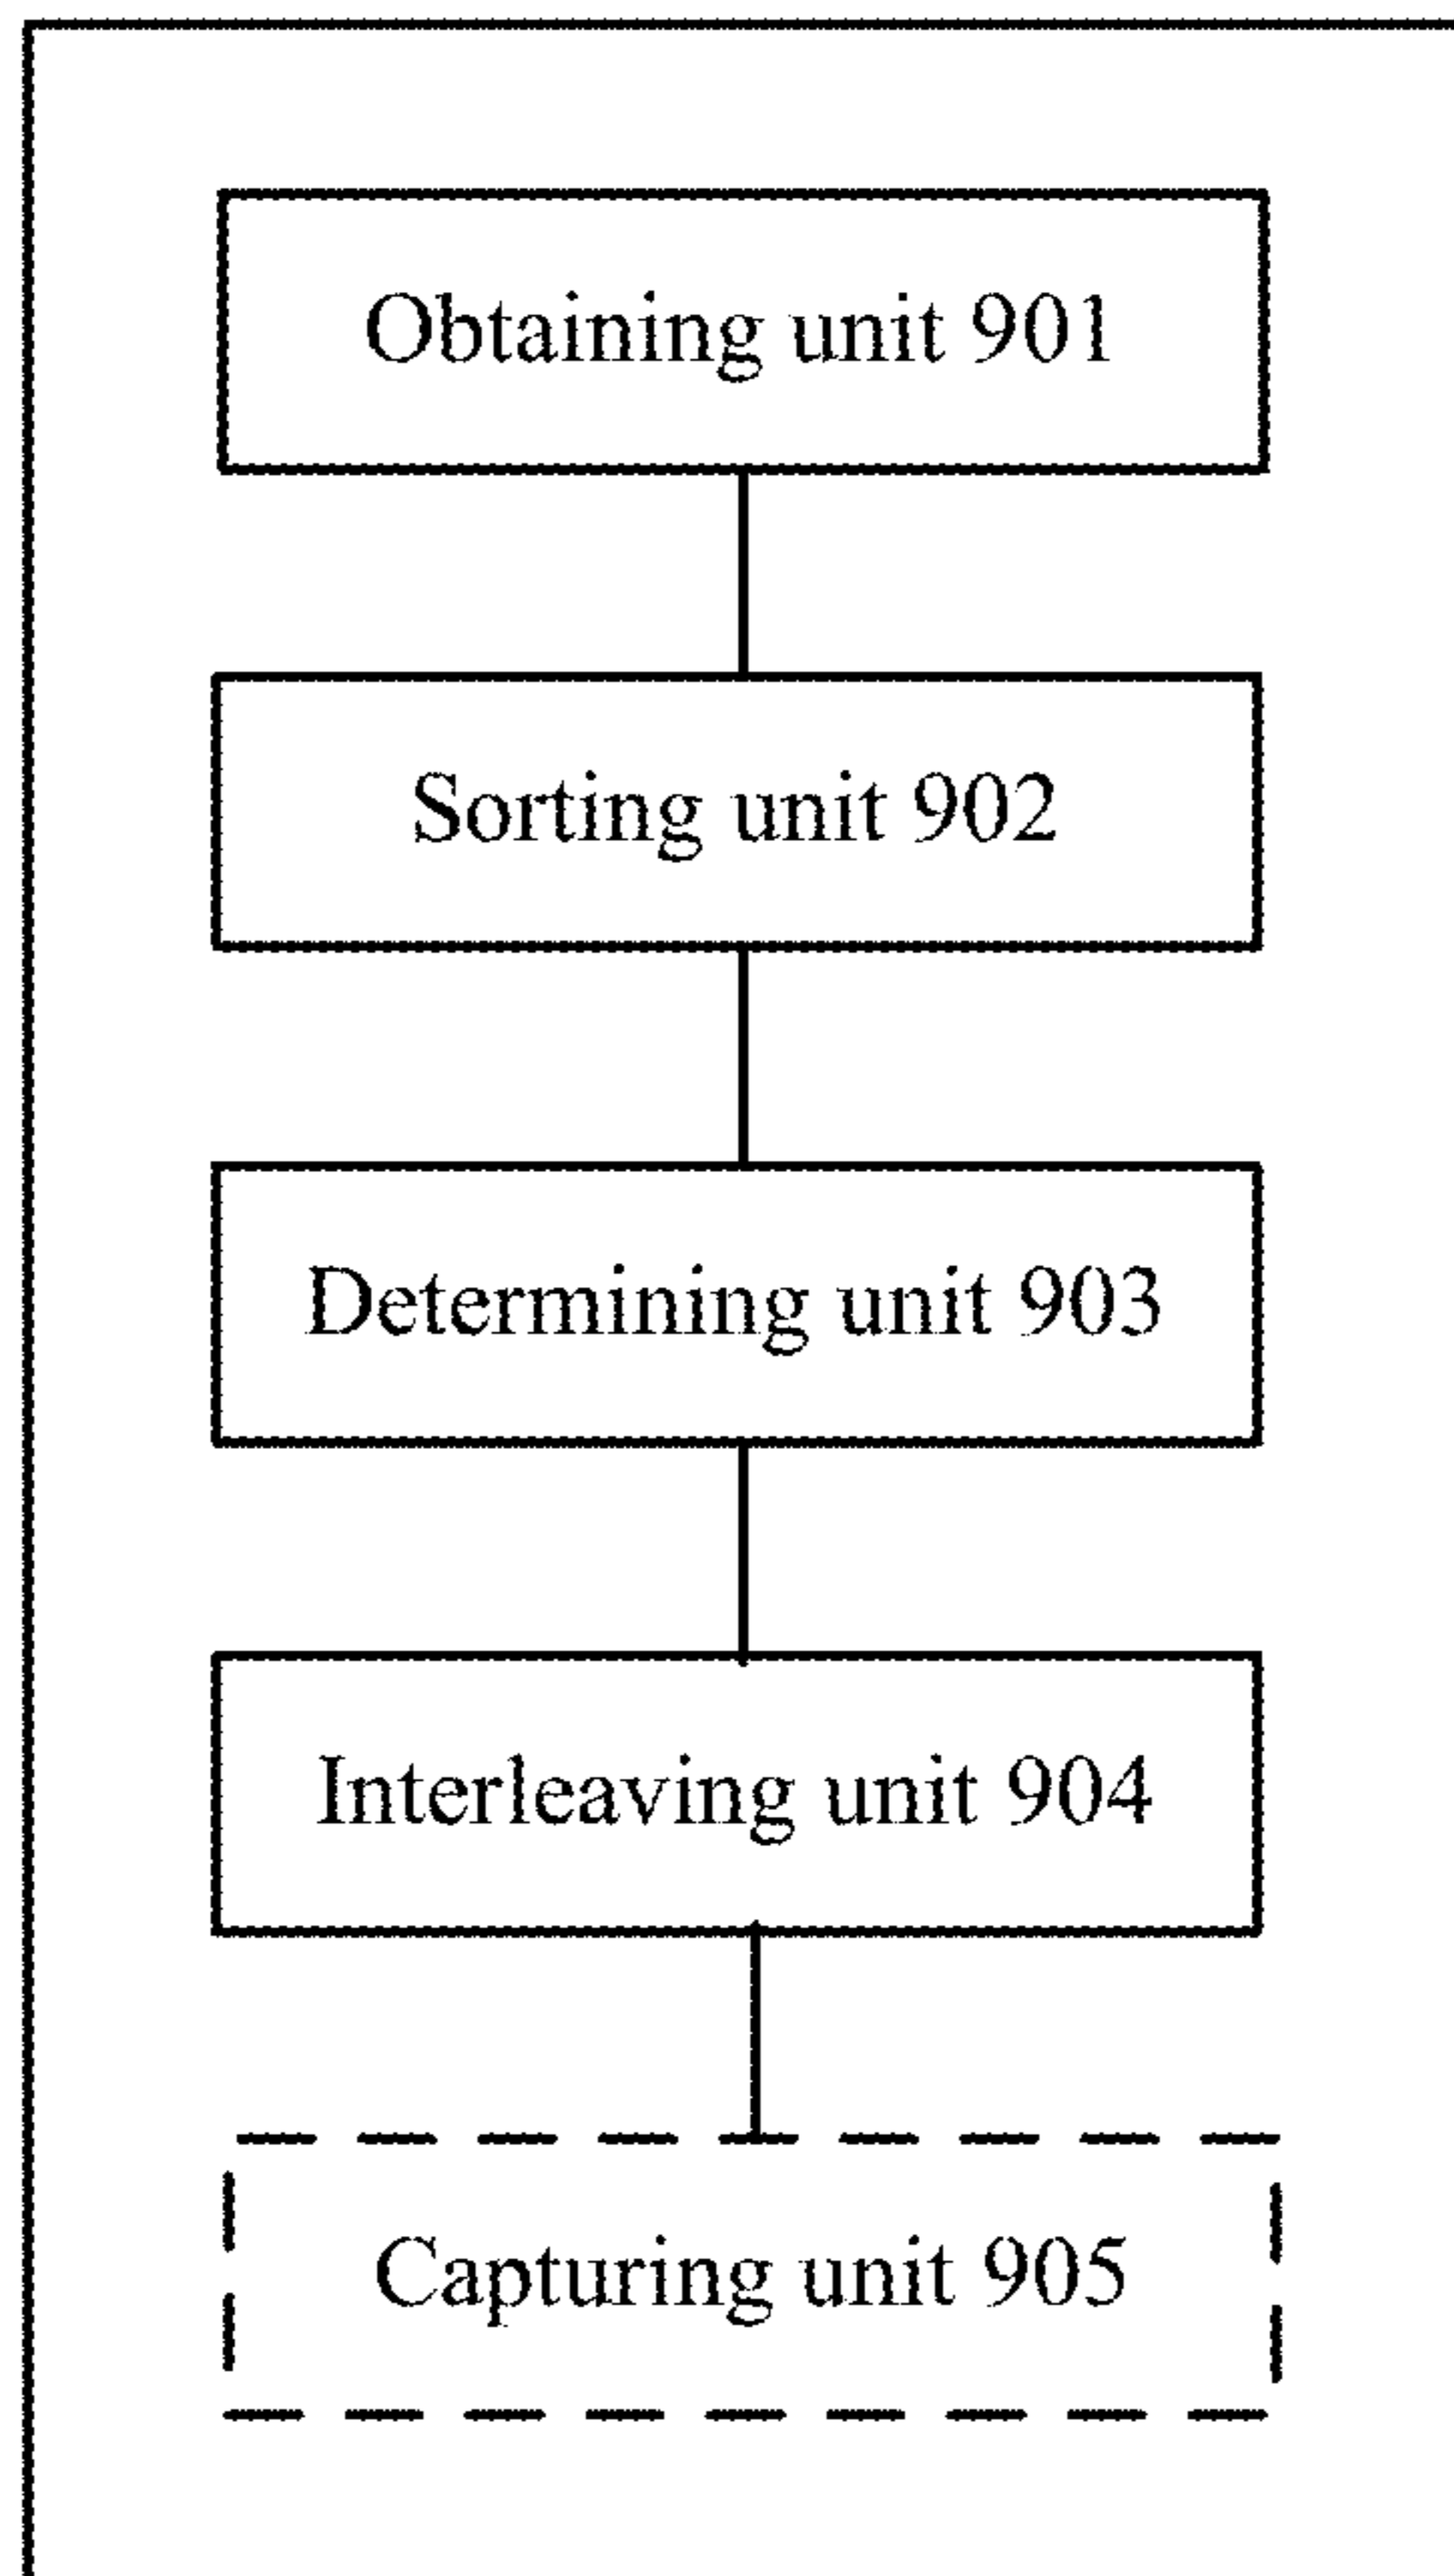 Obtaining unit 901
Sorting unit 902
Determining unit 903
Interleaving unit 904
Capturing unit 905